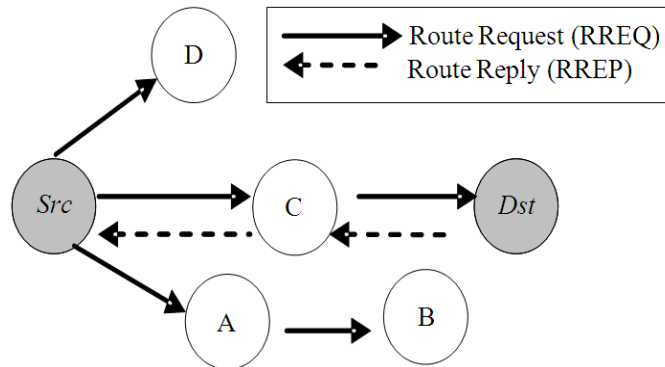 D
Route Request (RREQ)
Route Reply (RREP)
Src
C
Dst
A
B